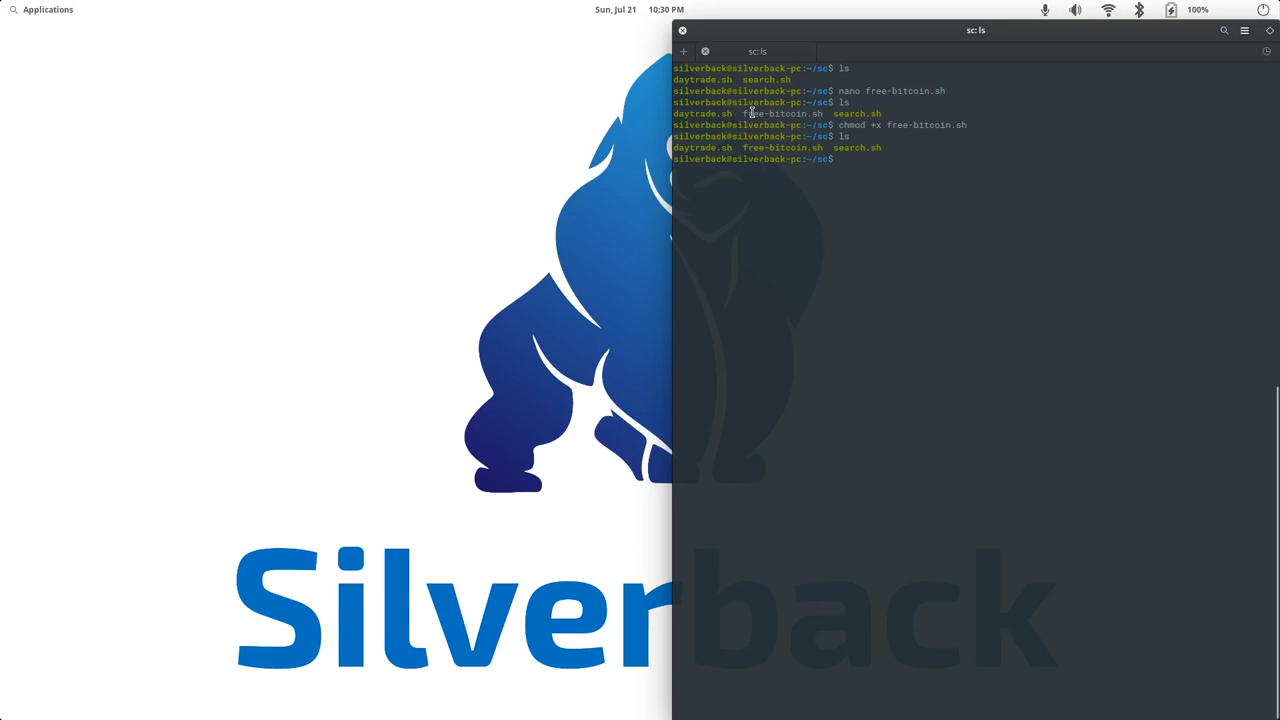 Applications
Sun, Jul 21 10:30 PM
100%
sc: ls
sc: ls
silverback@silverback-pc:~/sc$ ls
daytrade.sh search.sh
silverback@silverback-pc:~/sc$ nano free-bitcoin.sh
silverback@silverback-pc:~/sc$ ls
daytrade.sh free-bitcoin.sh search.sh
silverback@silverback-pc:~/sc$ chmod +x free-bitcoin.sh
silverback@silverback-pc:~/sc$ ls
daytrade.sh free-bitcoin.sh search.sh
silverback@silverback-pc:~/sc$
Silverback